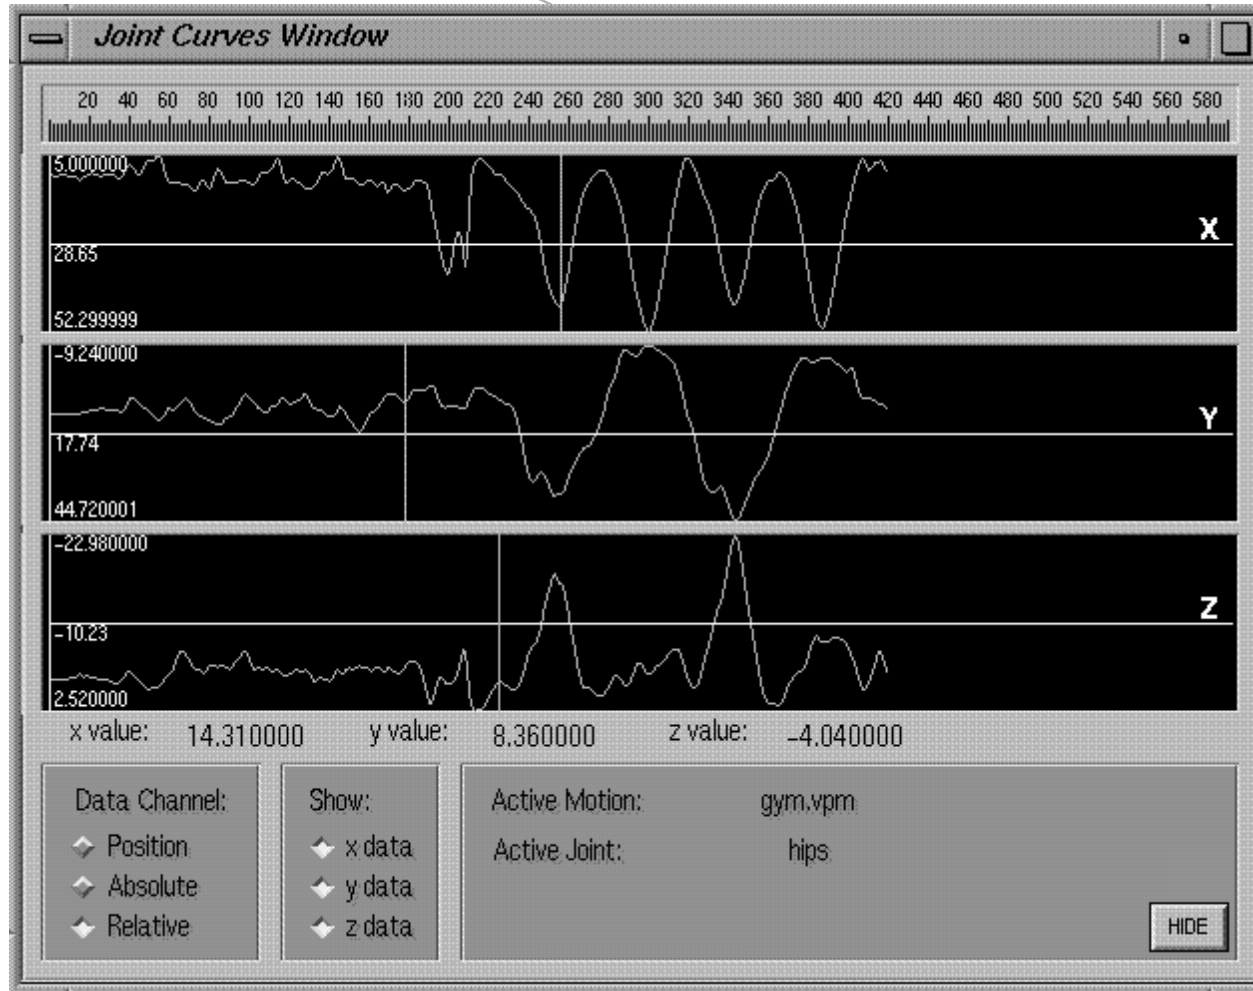 Joint Curves Window
20 40 60 80 100 120 140 160 180 200 220 240 260 280 300 320 340 360 380 400 420 440 460 480 500 520 540 560 580
5.000000
X
28.65
52.299999
-9.240000
Y
17.74
44.720001
-22.980000
Z
-10.23
2.520000
x value: 14.310000 y value: 8.360000 z value: -4.040000
Data Channel: Show: Active Motion: gym.vpm
Position x data Active Joint: hips
Absolute y data
Relative z data HIDE